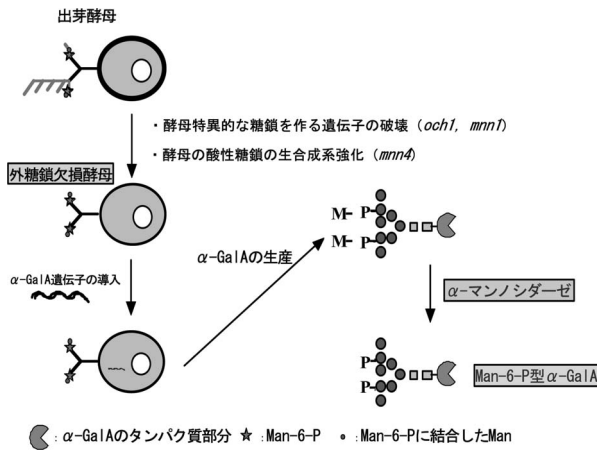 出芽酵母
・酵母特異的な糖鎖を作る遺伝子の破壊（och1, mnn1）
・酵母の酸性糖鎖の生合成系強化（mnn4）
外糖鎖欠損酵母
M- P
M- P
α-GalAの生産
α-GalA遺伝子の導入
α-マンノシダーゼ
P
P
Man-6-P型α-GalA
: α-GalAのタンパク質部分 : Man-6-P : Man-6-Pに結合したMan